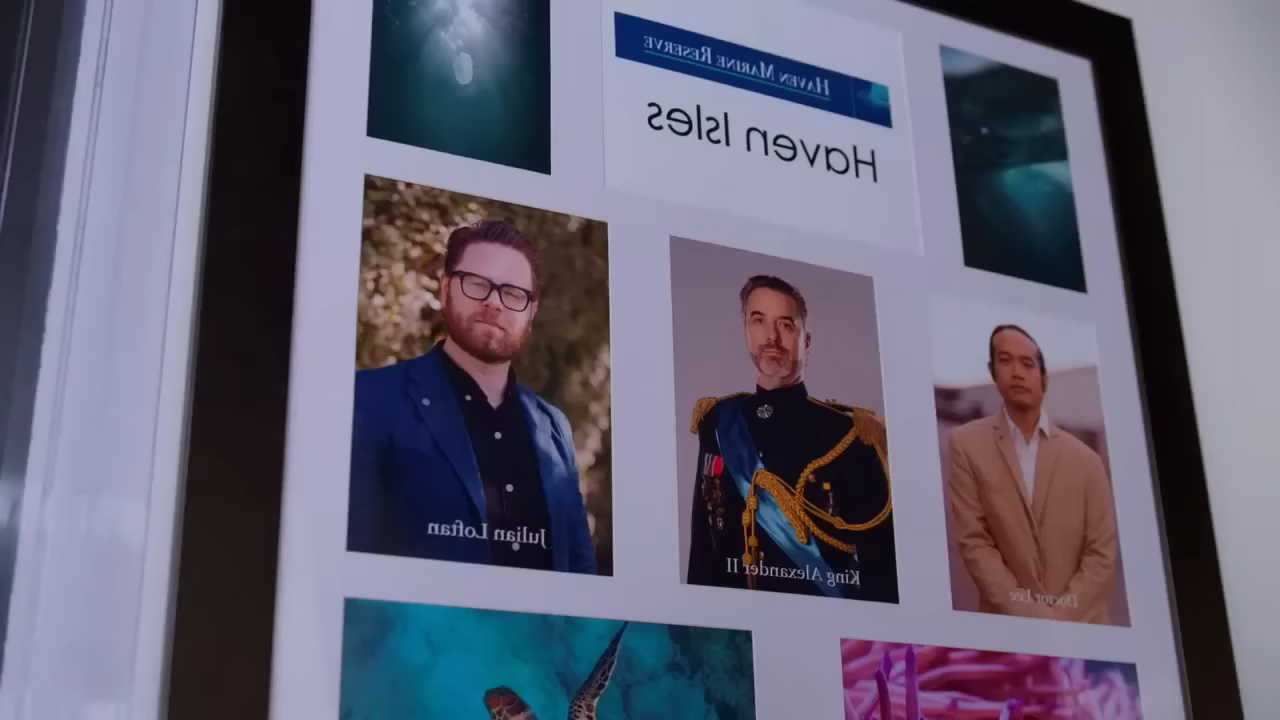 Haven Marine Reserve
Haven Isles
Julian Loftan
King Alexander II
Doctor Lee